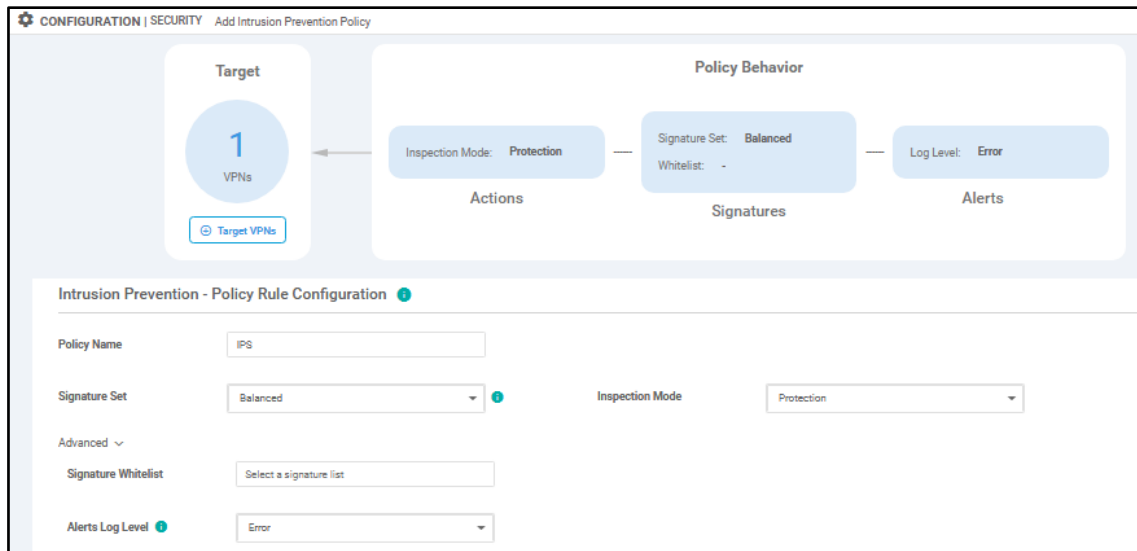 CONFIGURATION | SECURITY Add Intrusion Prevention Policy
Target
1
VPNs
Target VPNs
Policy Behavior
Inspection Mode: Protection
Actions
Signature Set: Balanced
Whitelist: -
Signatures
Log Level: Error
Alerts
Intrusion Prevention - Policy Rule Configuration
Policy Name IPS
Signature Set Balanced Inspection Mode Protection
Advanced
Signature Whitelist Select a signature list
Alerts Log Level Error